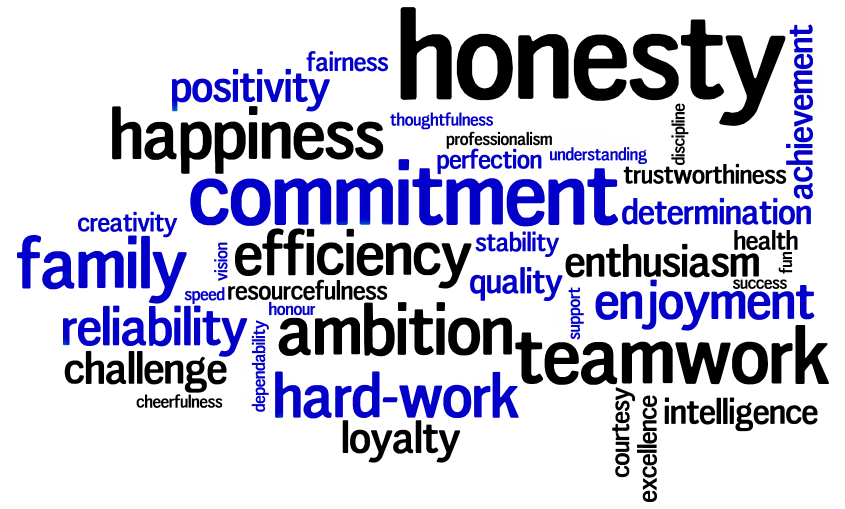 honesty
achievement
fairness
positivity
happiness
thoughtfulness
professionalism
discipline
perfection
understanding
trustworthiness
commitment
determination
creativity
family
vision
efficiency
stability
health
enthusiasm
fun
speed
resourcefulness
quality
success
honour
support
enjoyment
reliability
dependability
ambition
teamwork
challenge
cheerfulness
hard-work
courtesy
excellence
intelligence
loyalty